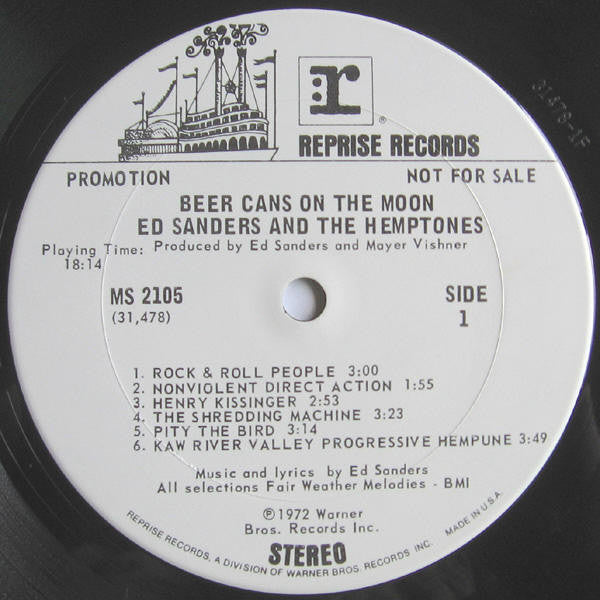 r
®
REPRISE RECORDS
PROMOTION NOT FOR SALE
BEER CANS ON THE MOON
ED SANDERS AND THE HEMPTONES
Playing Time: Produced by Ed Sanders and Mayer Vishner
18:14
MS 2105 SIDE
(31,478) 1
1. ROCK & ROLL PEOPLE 3:00
2. NONVIOLENT DIRECT ACTION 1:55
3. HENRY KISSINGER 2:53
4. THE SHREDDING MACHINE 3:23
5. PITY THE BIRD 3:14
6. KAW RIVER VALLEY PROGRESSIVE HEMPUNE 3:49
Music and lyrics by Ed Sanders
All selections Fair Weather Melodies - BMI
℗1972 Warner
Bros. Records Inc.
STEREO
REPRISE RECORDS, A DIVISION OF WARNER BROS. RECORDS INC. MADE IN U.S.A.
31478-1F